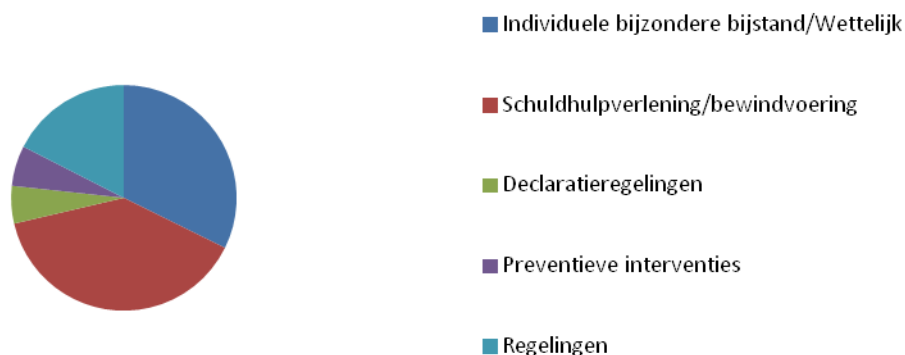 Individuele bijzondere bijstand/Wettelijk
Schuldhulpverlening/bewindvoering
Declaratieregelingen
Preventieve interventies
Regelingen